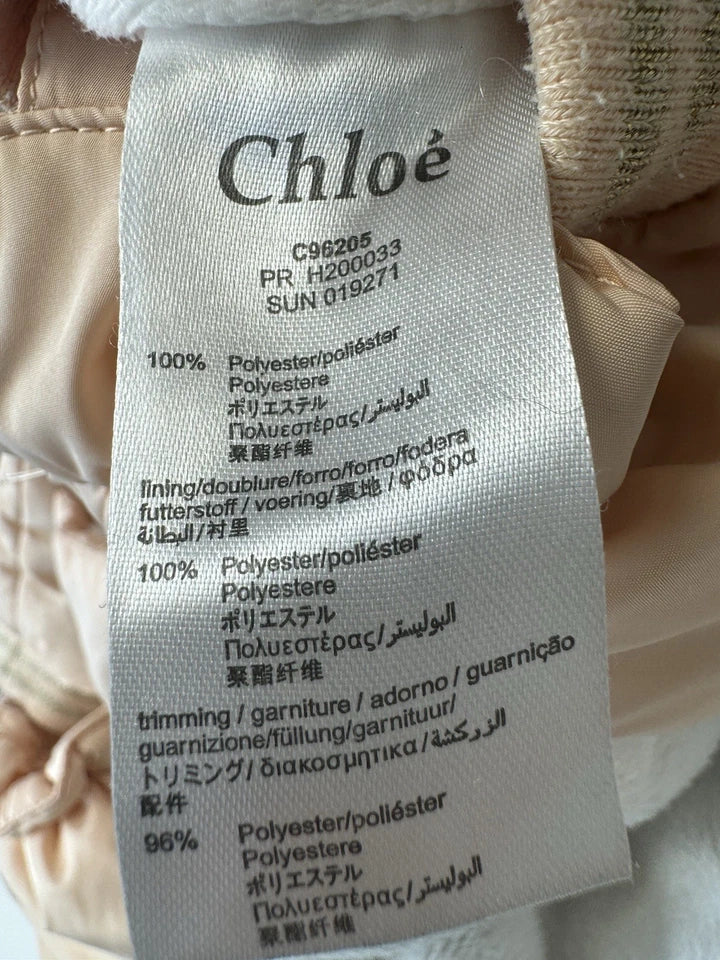 Chloé
C96205
PR H200033
SUN 019271
100% Polyester/poliéster
Polyestere
ポリエステル
Πολυεστέρας/البوليستر
聚酯纤维
lining/doublure/forro/forro/fodera
futterstoff / voering/裏地 / φόδρα
البطانة/衬里
100% Polyester/poliéster
Polyestere
ポリエステル
Πολυεστέρας/البوليستر
聚酯纤维
trimming / garniture / adorno / guarnição
guarnizione/füllung/garnituur/
トリミング/ διακοσμητικα/الزركشة
配件
96% Polyester/poliéster
Polyestere
ポリエステル
Πολυεστέρας/البوليستر
聚酯纤维